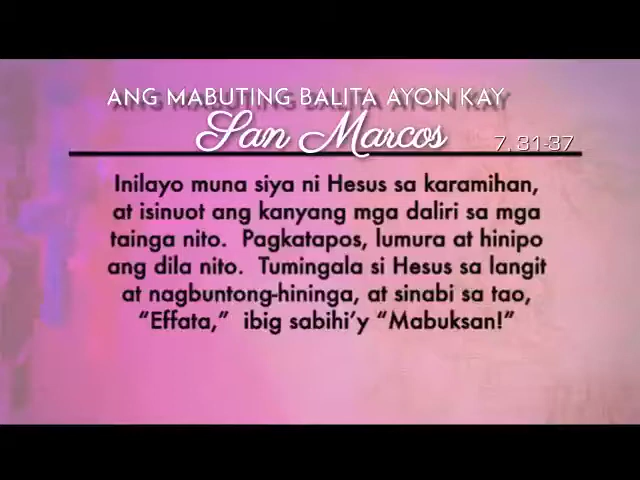 ANG MABUTING BALITA AYON KAY
San Marcos 7, 31-37
Inilayo muna siya ni Hesus sa karamihan,
at isinuot ang kanyang mga daliri sa mga
tainga nito. Pagkatapos, lumura at hinipo
ang dila nito. Tumingala si Hesus sa langit
at nagbuntong-hininga, at sinabi sa tao,
“Effata,” ibig sabihi’y “Mabuksan!”